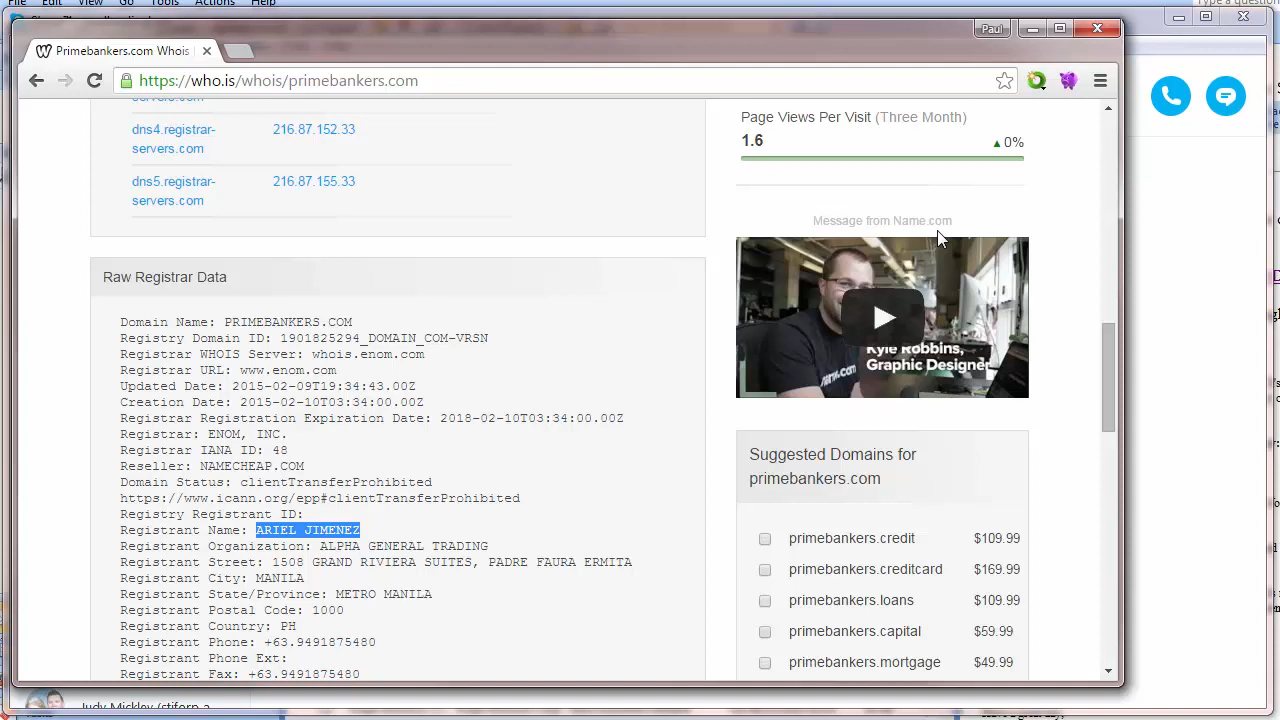 File Edit View Go Tools Actions Help
Type a question
Paul
Primebankers.com Whois
https://who.is/whois/primebankers.com
servers.com
dns4.registrar- 216.87.152.33
servers.com
dns5.registrar- 216.87.155.33
servers.com
Raw Registrar Data
Domain Name: PRIMEBANKERS.COM
Registry Domain ID: 1901825294_DOMAIN_COM-VRSN
Registrar WHOIS Server: whois.enom.com
Registrar URL: www.enom.com
Updated Date: 2015-02-09T19:34:43.00Z
Creation Date: 2015-02-10T03:34:00.00Z
Registrar Registration Expiration Date: 2018-02-10T03:34:00.00Z
Registrar: ENOM, INC.
Registrar IANA ID: 48
Reseller: NAMECHEAP.COM
Domain Status: clientTransferProhibited
https://www.icann.org/epp#clientTransferProhibited
Registry Registrant ID:
Registrant Name: ARIEL JIMENEZ
Registrant Organization: ALPHA GENERAL TRADING
Registrant Street: 1508 GRAND RIVIERA SUITES, PADRE FAURA ERMITA
Registrant City: MANILA
Registrant State/Province: METRO MANILA
Registrant Postal Code: 1000
Registrant Country: PH
Registrant Phone: +63.9491875480
Registrant Phone Ext:
Registrant Fax: +63.9491875480
Page Views Per Visit (Three Month)
1.6 ▲0%
Message from Name.com
Kyle Robbins,
Graphic Designer
Suggested Domains for
primebankers.com
primebankers.credit $109.99
primebankers.creditcard $169.99
primebankers.loans $109.99
primebankers.capital $59.99
primebankers.mortgage $49.99